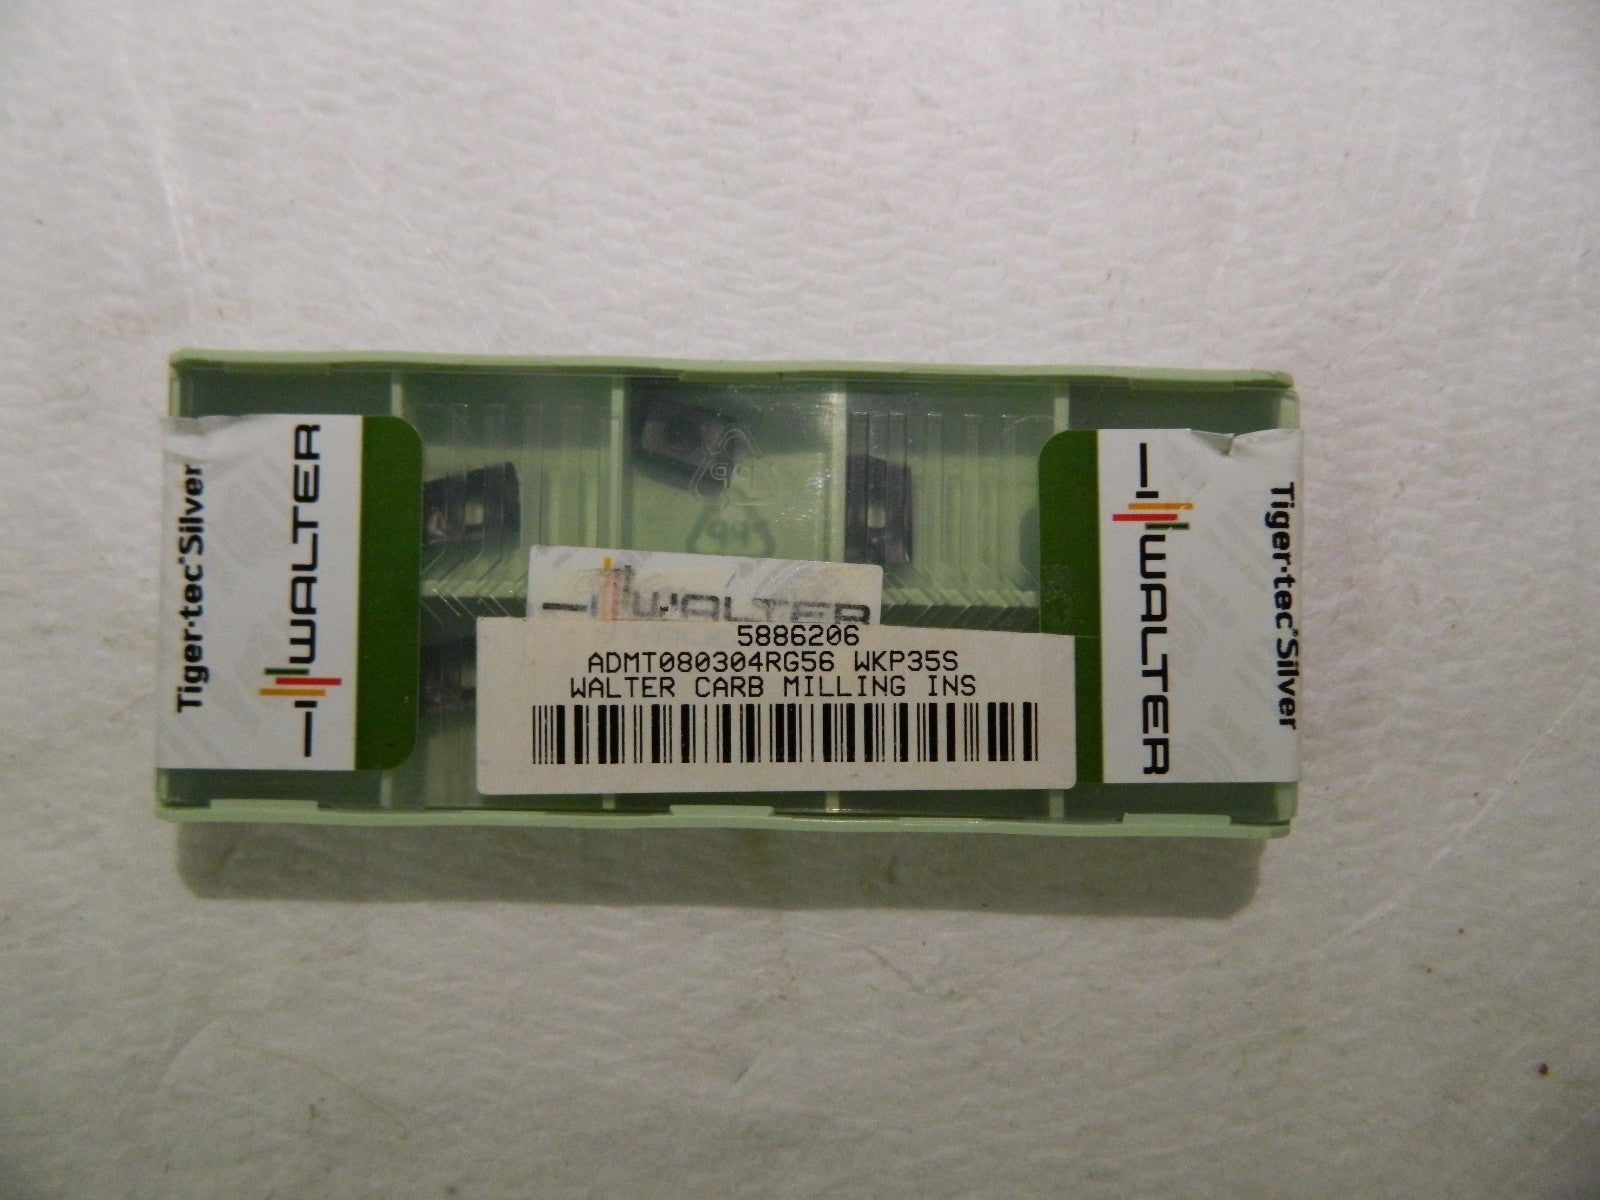 Tiger·tec®Silver
WALTER
WALTER
5886206
ADMT080304RG56 WKP35S
WALTER CARB MILLING INS
WALTER
Tiger·tec®Silver